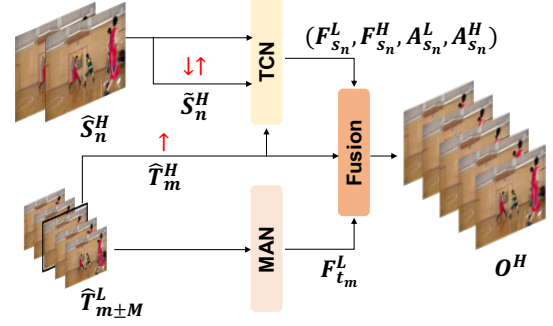 (F^L_{s_n}, F^H_{s_n}, A^L_{s_n}, A^H_{s_n})
TCN
↓↑
Ŝ^H_n
S̃^H_n
↑
T̂^H_m
Fusion
MAN
F^L_{t_m}
T̂^L_{m±M}
O^H